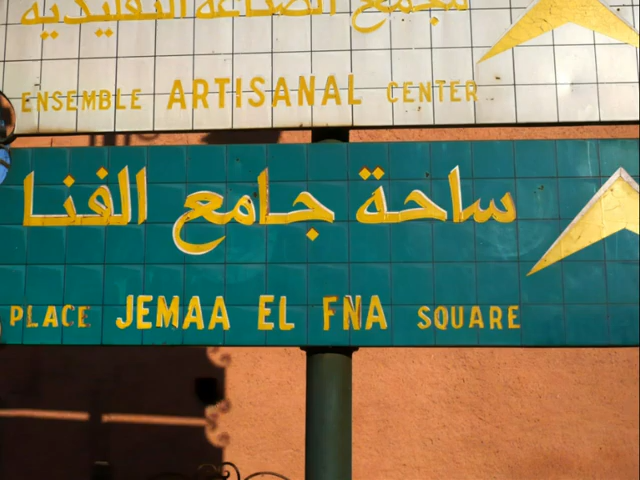 مجمع الصناعة التقليدية
ENSEMBLE ARTISANAL CENTER
ساحة جامع الفنا
PLACE JEMAA EL FNA SQUARE